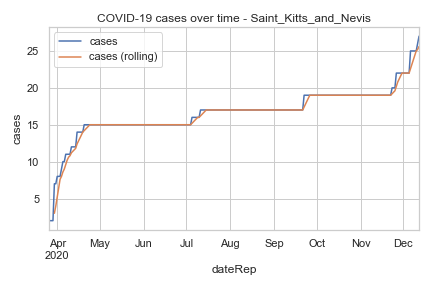 COVID-19 cases over time - Saint_Kitts_and_Nevis
cases
cases (rolling)
cases
25
20
15
10
5
Apr May Jun Jul Aug Sep Oct Nov Dec
2020
dateRep